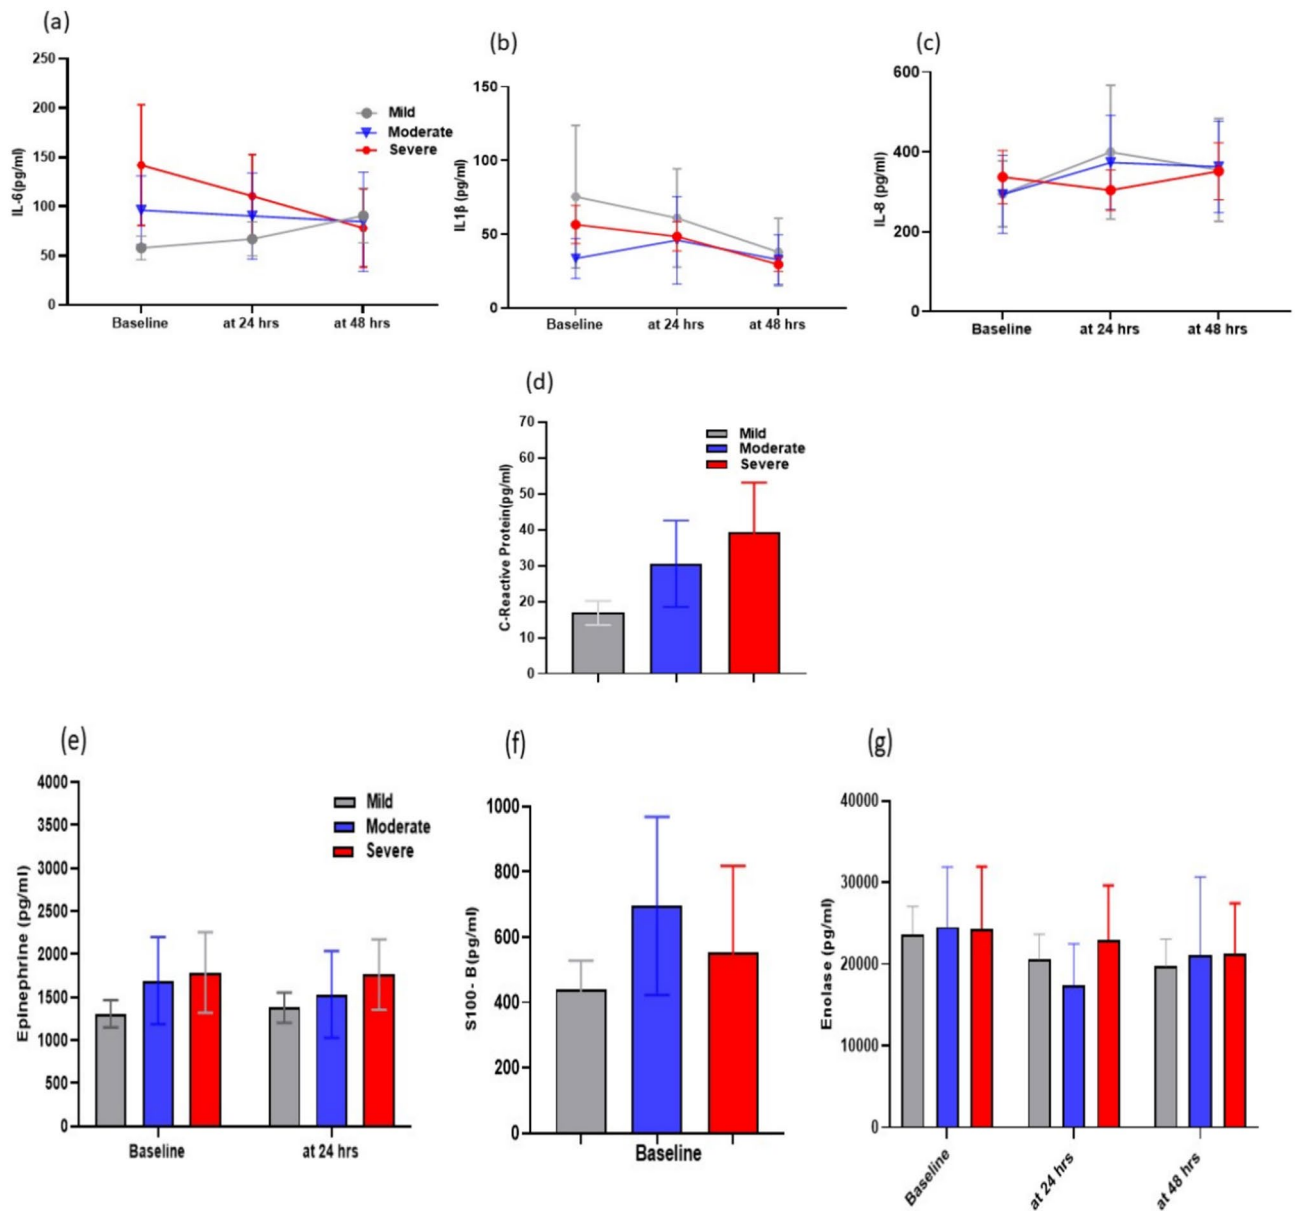 (a)
IL-6(pg/ml)
250
200
150
100
50
0
Baseline
at 24 hrs
at 48 hrs
Mild
Moderate
Severe
(b)
IL1β (pg/ml)
150
100
50
0
Baseline
at 24 hrs
at 48 hrs
(c)
IL-8 (pg/ml)
600
400
200
0
Baseline
at 24 hrs
at 48 hrs
(d)
C-Reactive Protein(pg/ml)
70
60
50
40
30
20
10
0
Mild
Moderate
Severe
(e)
Epinephrine (pg/ml)
4000
3500
3000
2500
2000
1500
1000
500
0
Baseline
at 24 hrs
Mild
Moderate
Severe
(f)
S100- B(pg/ml)
1000
800
600
400
200
0
Baseline
(g)
Enolase (pg/ml)
40000
30000
20000
10000
0
Baseline
at 24 hrs
at 48 hrs